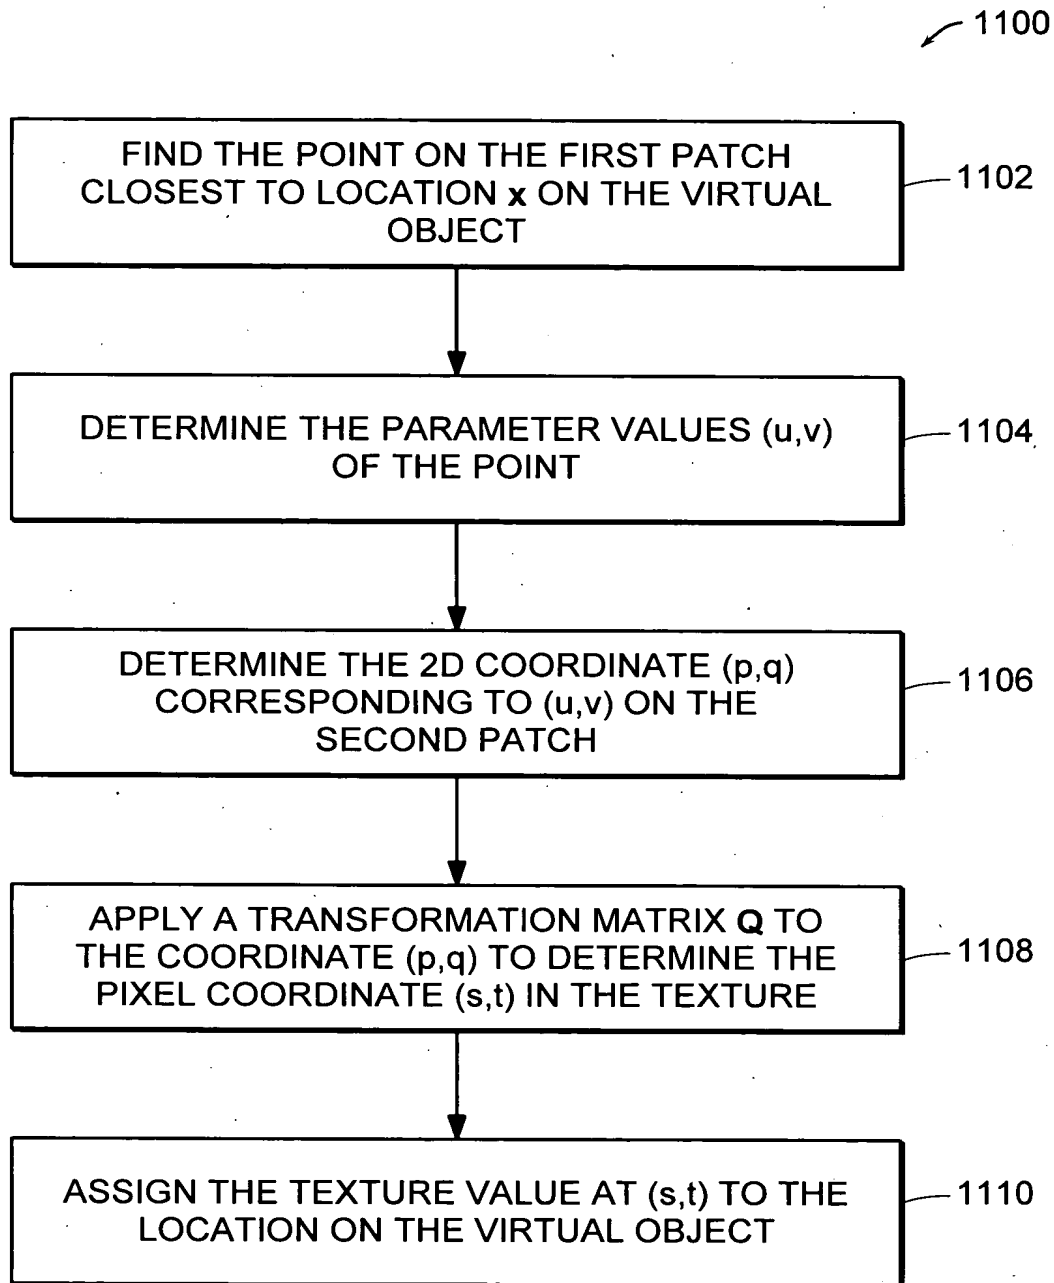 1100
FIND THE POINT ON THE FIRST PATCH
CLOSEST TO LOCATION x ON THE VIRTUAL
OBJECT
1102
DETERMINE THE PARAMETER VALUES (u,v)
OF THE POINT
1104
DETERMINE THE 2D COORDINATE (p,q)
CORRESPONDING TO (u,v) ON THE
SECOND PATCH
1106
APPLY A TRANSFORMATION MATRIX Q TO
THE COORDINATE (p,q) TO DETERMINE THE
PIXEL COORDINATE (s,t) IN THE TEXTURE
1108
ASSIGN THE TEXTURE VALUE AT (s,t) TO THE
LOCATION ON THE VIRTUAL OBJECT
1110